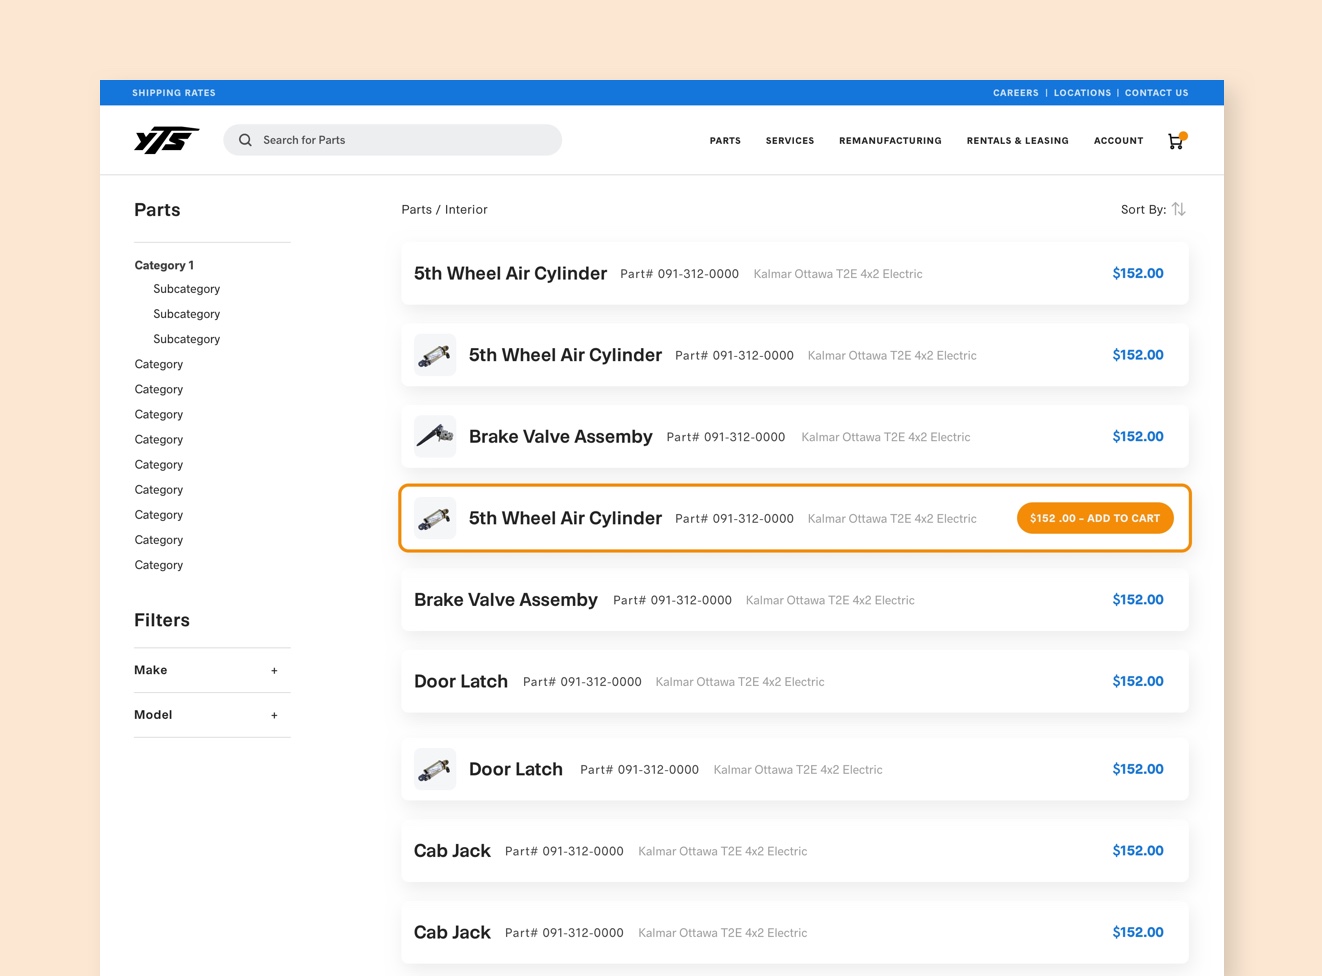 SHIPPING RATES
CAREERS | LOCATIONS | CONTACT US
YTS
Search for Parts
PARTS SERVICES REMANUFACTURING RENTALS & LEASING ACCOUNT
Parts
Category 1
Subcategory
Subcategory
Subcategory
Category
Category
Category
Category
Category
Category
Category
Category
Category
Filters
Make +
Model +
Parts / Interior
Sort By:
5th Wheel Air Cylinder Part# 091-312-0000 Kalmar Ottawa T2E 4x2 Electric $152.00
5th Wheel Air Cylinder Part# 091-312-0000 Kalmar Ottawa T2E 4x2 Electric $152.00
Brake Valve Assemby Part# 091-312-0000 Kalmar Ottawa T2E 4x2 Electric $152.00
5th Wheel Air Cylinder Part# 091-312-0000 Kalmar Ottawa T2E 4x2 Electric $152 .00 – ADD TO CART
Brake Valve Assemby Part# 091-312-0000 Kalmar Ottawa T2E 4x2 Electric $152.00
Door Latch Part# 091-312-0000 Kalmar Ottawa T2E 4x2 Electric $152.00
Door Latch Part# 091-312-0000 Kalmar Ottawa T2E 4x2 Electric $152.00
Cab Jack Part# 091-312-0000 Kalmar Ottawa T2E 4x2 Electric $152.00
Cab Jack Part# 091-312-0000 Kalmar Ottawa T2E 4x2 Electric $152.00